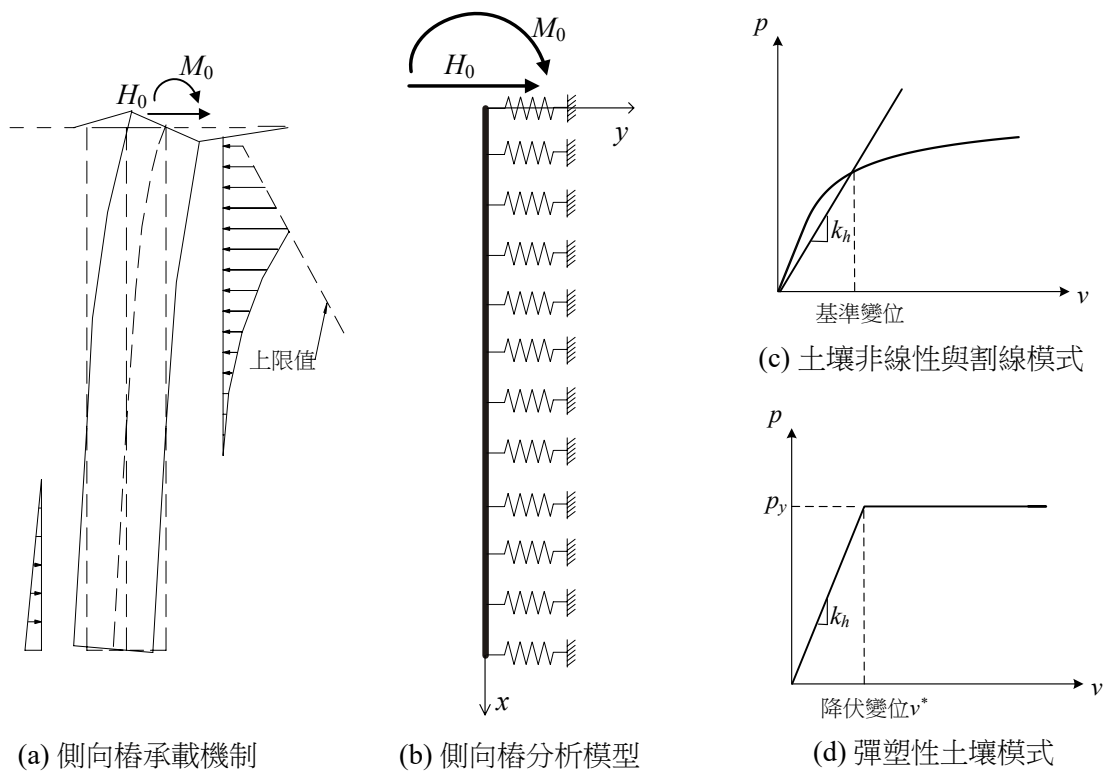 H₀
M₀
上限值
(a) 側向樁承載機制
M₀
H₀
y
x
(b) 側向樁分析模型
p
kₕ
v
基準變位
(c) 土壤非線性與割線模式
p
p_y
kₕ
v
降伏變位v*
(d) 彈塑性土壤模式